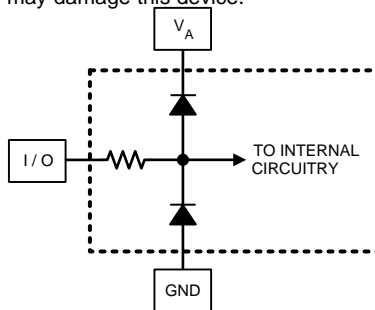 may damage this device.
V_A
I / O
TO INTERNAL
CIRCUITRY
GND